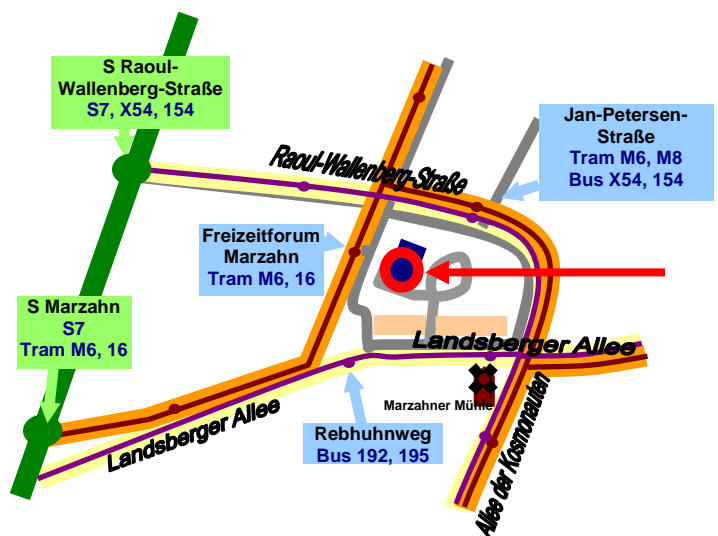 S Raoul-
Wallenberg-Straße
S7, X54, 154
Jan-Petersen-
Straße
Tram M6, M8
Bus X54, 154
Raoul-Wallenberg-Straße
Freizeitforum
Marzahn
Tram M6, 16
S Marzahn
S7
Tram M6, 16
Landsberger Allee
Marzahner Mühle
Landsberger Allee
Rebhuhnweg
Bus 192, 195
Allee der Kosmonauten